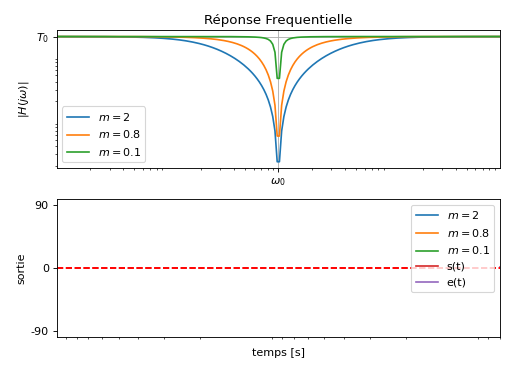 Réponse Frequentielle
T₀
|H(jω)|
m = 2
m = 0.8
m = 0.1
ω₀
90
0
-90
sortie
m = 2
m = 0.8
m = 0.1
s(t)
e(t)
temps [s]